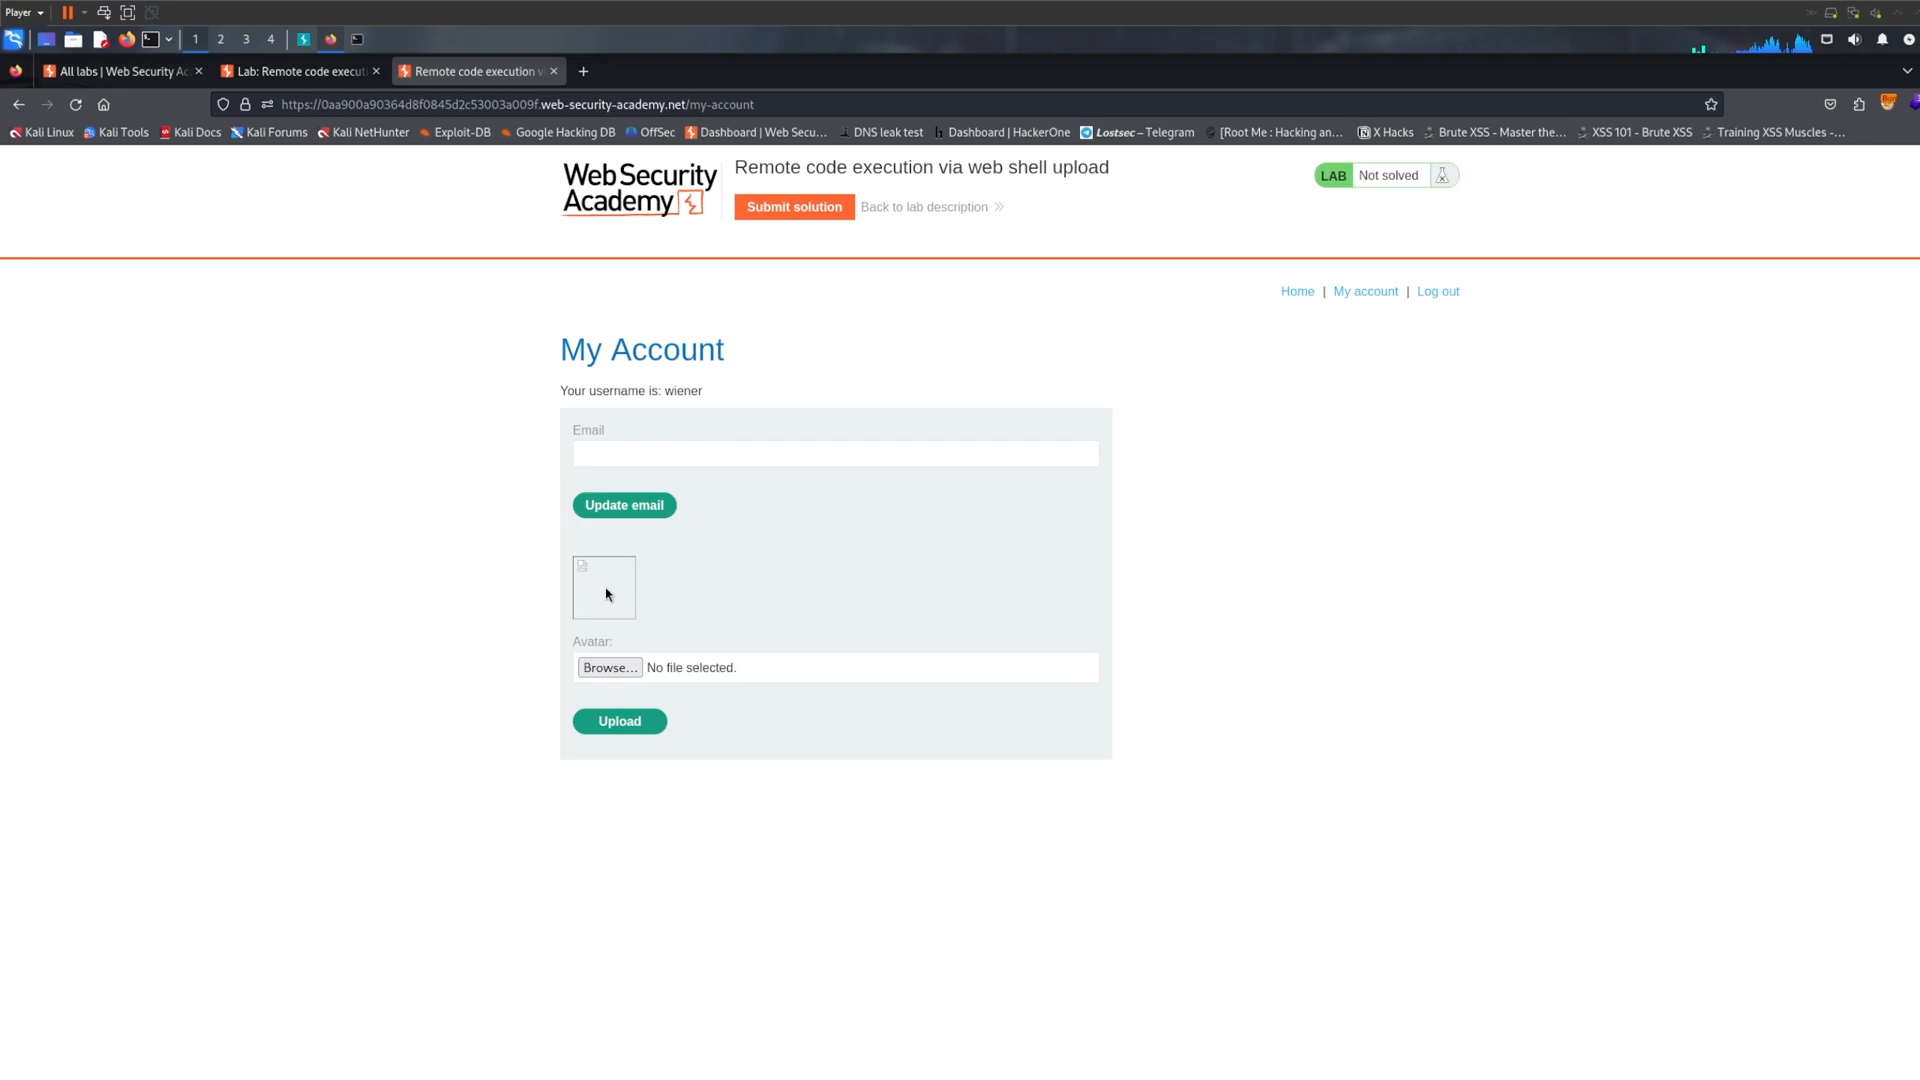 Player
1 2 3 4
All labs | Web Security Ac
Lab: Remote code executi
Remote code execution vi
https://0aa900a90364d8f0845d2c53003a009f.web-security-academy.net/my-account
Kali Linux Kali Tools Kali Docs Kali Forums Kali NetHunter Exploit-DB Google Hacking DB OffSec Dashboard | Web Secu... DNS leak test Dashboard | HackerOne Lostsec – Telegram [Root Me : Hacking an... X Hacks Brute XSS - Master the... XSS 101 - Brute XSS Training XSS Muscles -...
Web Security
Academy
Remote code execution via web shell upload
Submit solution Back to lab description
LAB Not solved
Home | My account | Log out
My Account
Your username is: wiener
Email
Update email
Avatar:
Browse... No file selected.
Upload